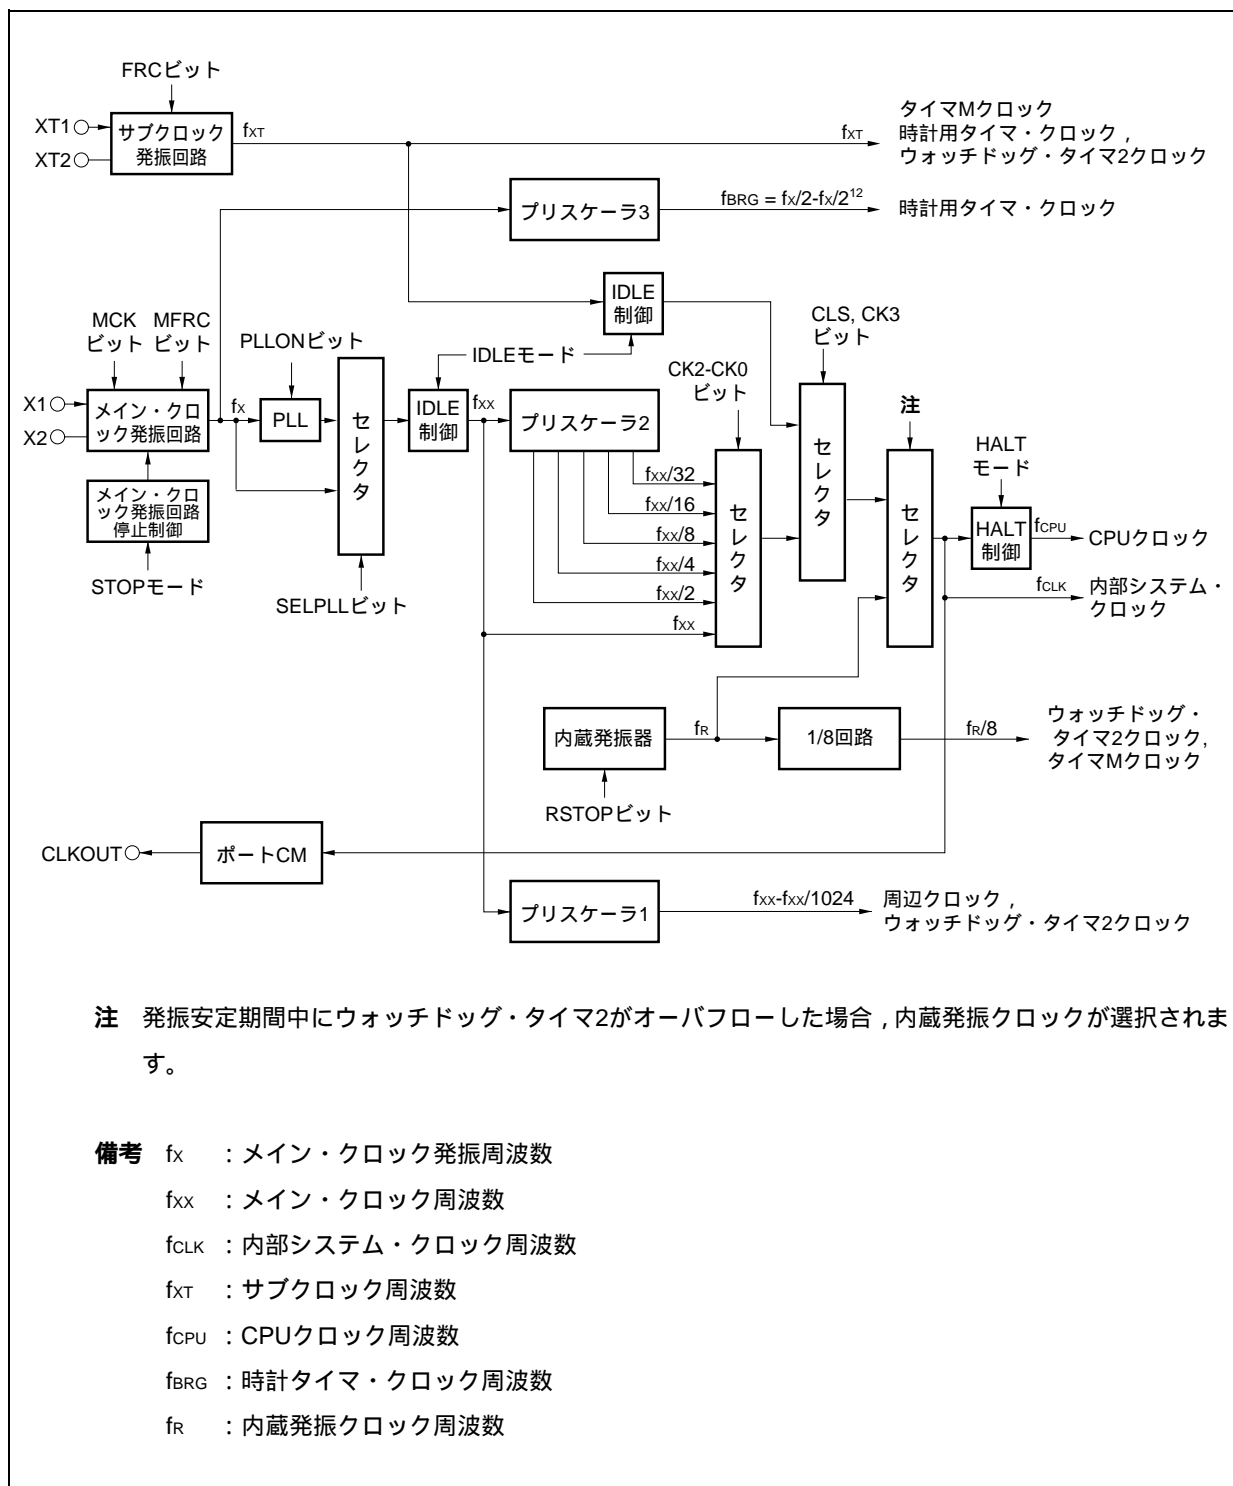 FRCビット
XT1
XT2
サブクロック
発振回路
fXT
fXT
タイマMクロック
時計用タイマ・クロック，
ウォッチドッグ・タイマ2クロック
プリスケーラ3
fBRG = fX/2-fX/2¹²
時計用タイマ・クロック
IDLE
制御
MCK
ビット
MFRC
ビット
PLLONビット
IDLEモード
CLS, CK3
ビット
CK2-CK0
ビット
X1
X2
メイン・クロ
ック発振回路
fX
PLL
セレクタ
IDLE
制御
fXX
プリスケーラ2
fXX/32
fXX/16
fXX/8
fXX/4
fXX/2
fXX
セレクタ
セレクタ
注
セレクタ
HALT
モード
HALT
制御
fCPU
CPUクロック
fCLK
内部システム・
クロック
メイン・クロ
ック発振回路
停止制御
STOPモード
SELPLLビット
内蔵発振器
fR
1/8回路
fR/8
ウォッチドッグ・
タイマ2クロック,
タイマMクロック
RSTOPビット
CLKOUT
ポートCM
プリスケーラ1
fXX-fXX/1024
周辺クロック，
ウォッチドッグ・タイマ2クロック
注 発振安定期間中にウォッチドッグ・タイマ2がオーバフローした場合，内蔵発振クロックが選択されま
す。
備考 fX ：メイン・クロック発振周波数
fXX ：メイン・クロック周波数
fCLK ：内部システム・クロック周波数
fXT ：サブクロック周波数
fCPU ：CPUクロック周波数
fBRG ：時計タイマ・クロック周波数
fR ：内蔵発振クロック周波数